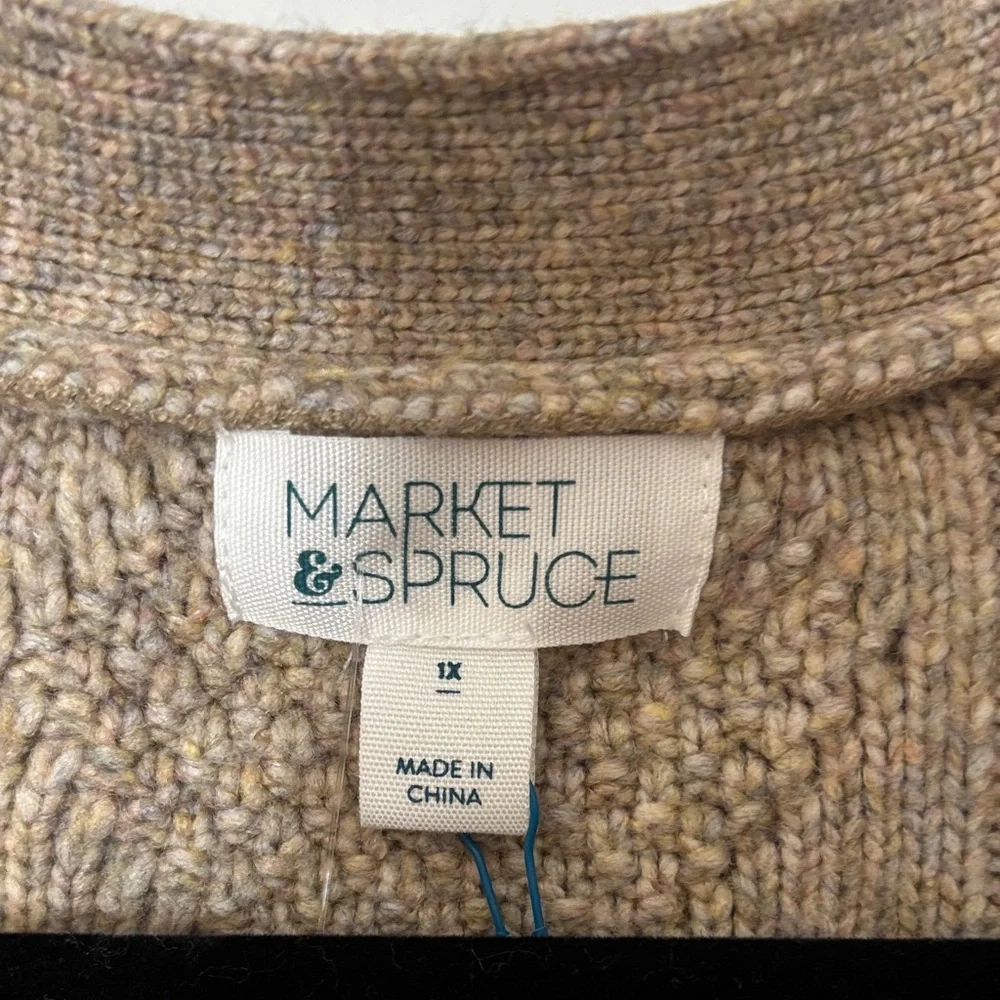 MARKET
& SPRUCE
1X
MADE IN
CHINA